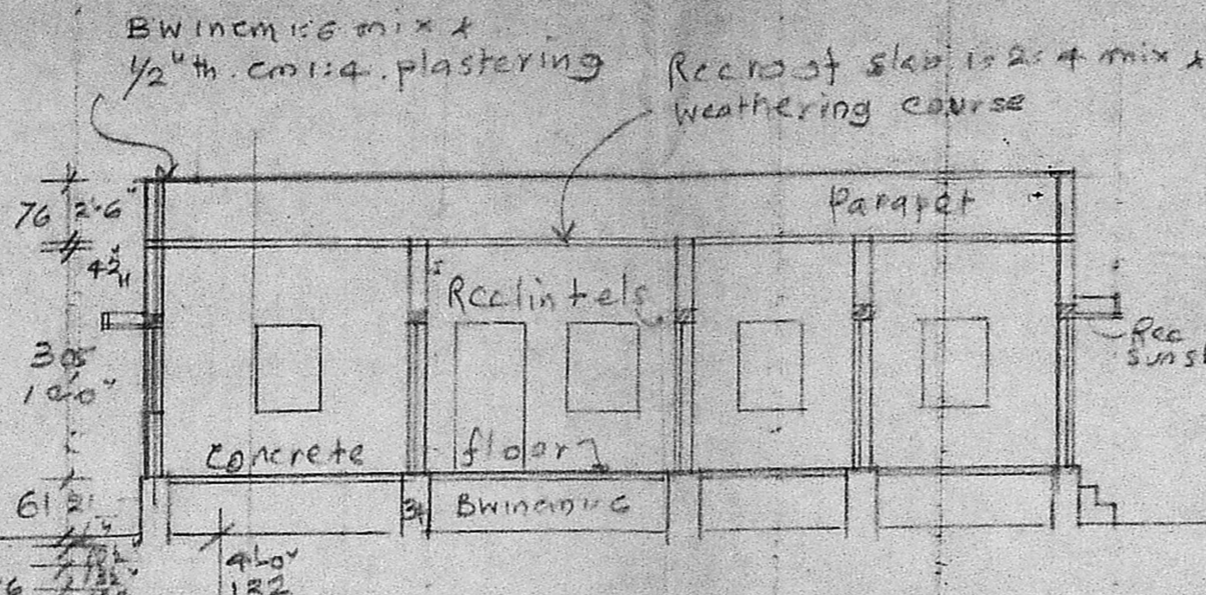 BW in cm 1:6 mix &
1/2" th. cm 1:4. plastering
Rcc roof slab 1:2:4 mix &
weathering course
76 2'-6"
Parapet
4½"
Rcc lintels
305
10'-0"
Rcc
suns
concrete
floor
61 2'
BW in cm 1:6
4'-0"
122